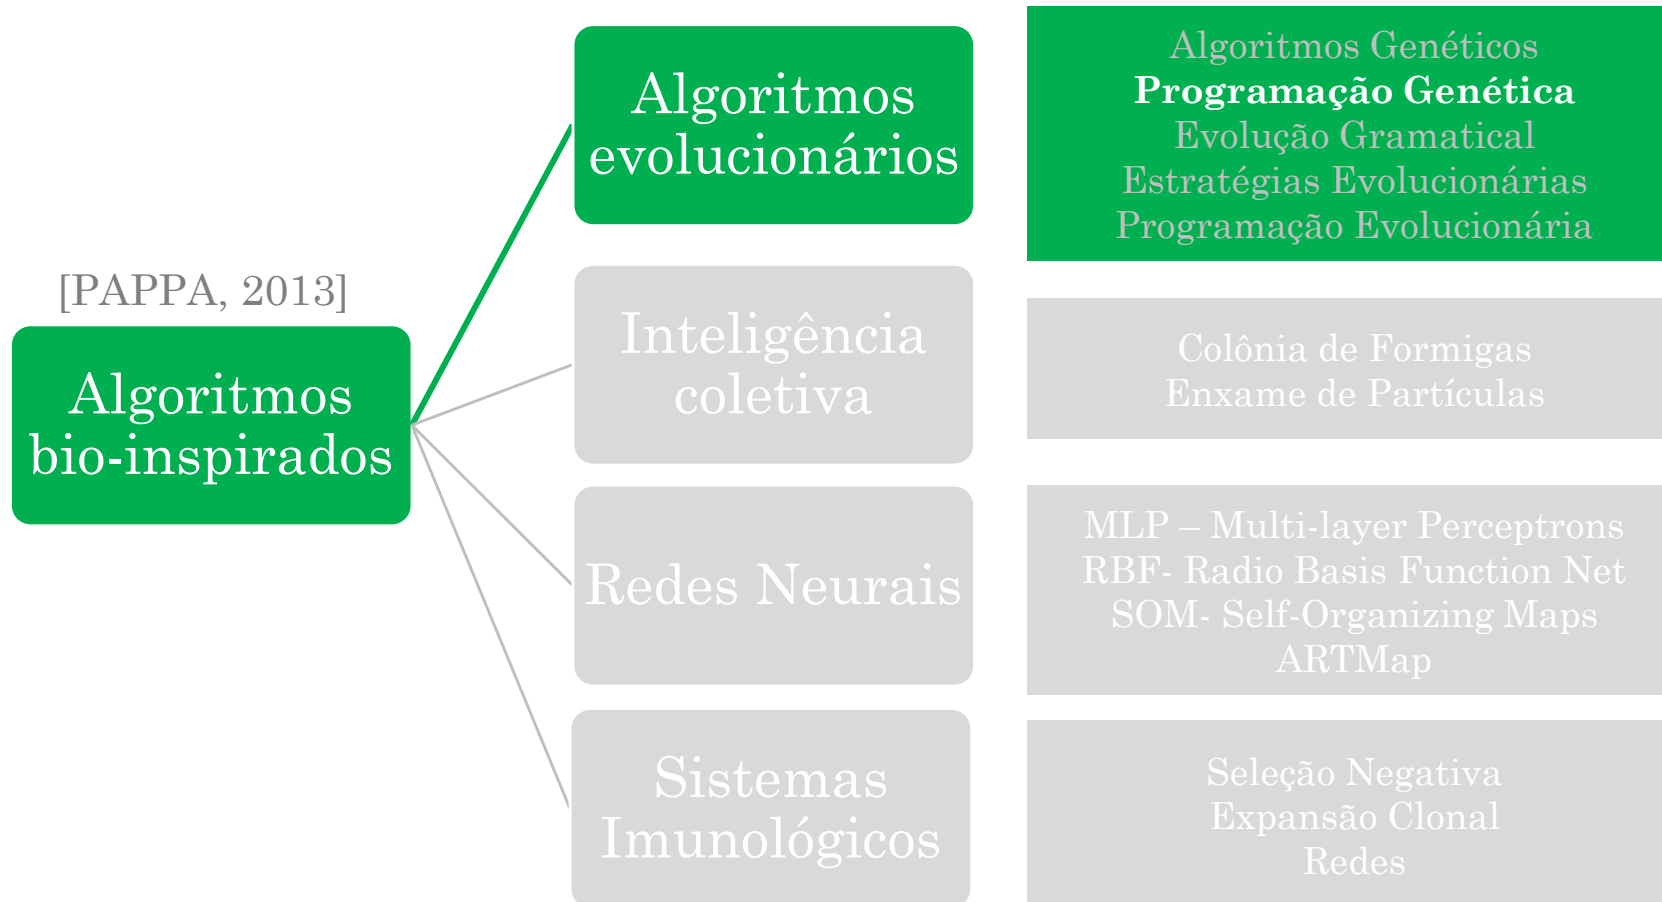 [PAPPA, 2013]
Algoritmos
bio-inspirados
Algoritmos
evolucionários
Algoritmos Genéticos
Programação Genética
Evolução Gramatical
Estratégias Evolucionárias
Programação Evolucionária
Inteligência
coletiva
Colônia de Formigas
Enxame de Partículas
Redes Neurais
MLP – Multi-layer Perceptrons
RBF- Radio Basis Function Net
SOM- Self-Organizing Maps
ARTMap
Sistemas
Imunológicos
Seleção Negativa
Expansão Clonal
Redes